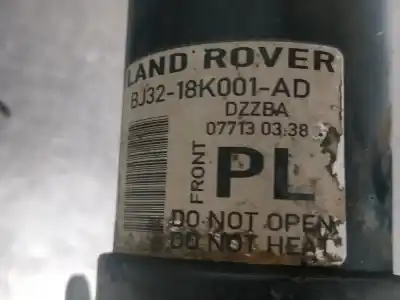 LAND ROVER
BJ32-18K001-AD
DZZBA
07713 03:38
FRONT
PL
DO NOT OPEN
DO NOT HEAT